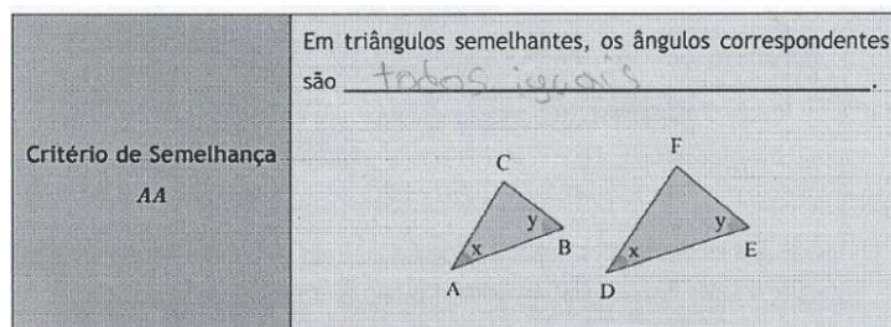 Em triângulos semelhantes, os ângulos correspondentes
são todos iguais.
Critério de Semelhança
AA
C
F
y
B
x
A
y
E
x
D